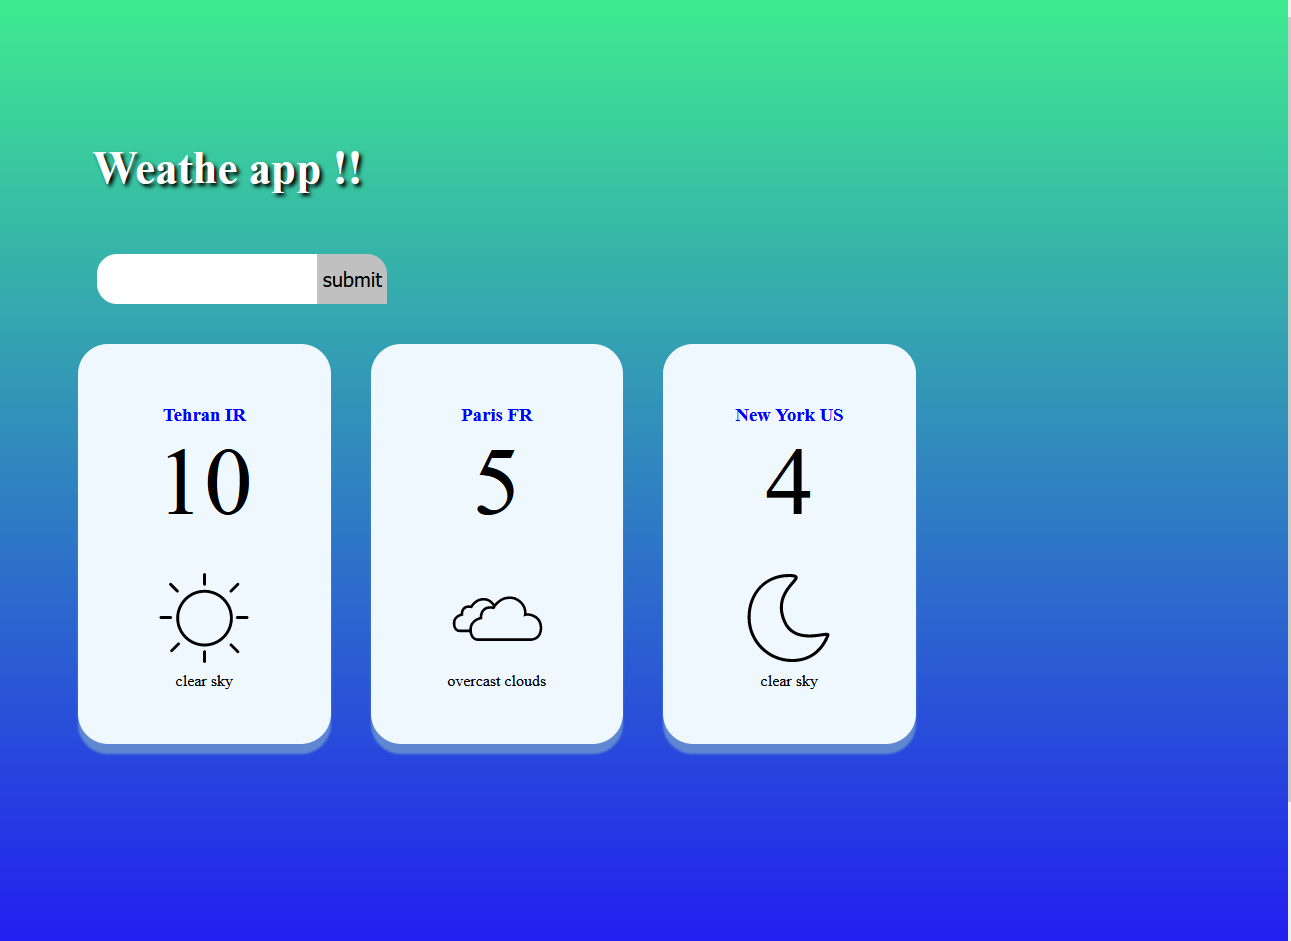 Weathe app !!
submit
Tehran IR
10
clear sky
Paris FR
5
overcast clouds
New York US
4
clear sky